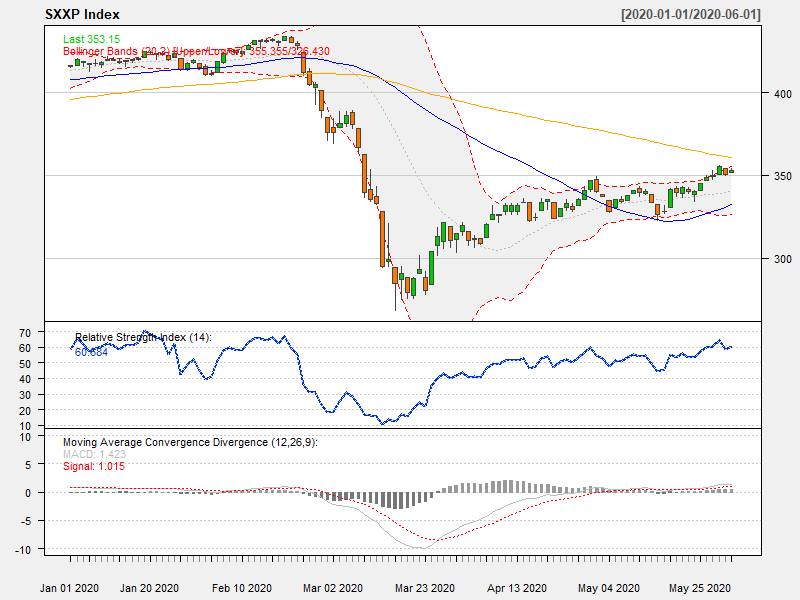 SXXP Index [2020-01-01/2020-06-01]
Last 353.15
Bollinger Bands (20,2) [Upper/Lower]: 355.355/326.430
400
350
300
Relative Strength Index (14):
60.684
70
60
50
40
30
20
10
Moving Average Convergence Divergence (12,26,9):
MACD: 1.423
Signal: 1.015
10
5
0
-5
-10
Jan 01 2020 Jan 20 2020 Feb 10 2020 Mar 02 2020 Mar 23 2020 Apr 13 2020 May 04 2020 May 25 2020